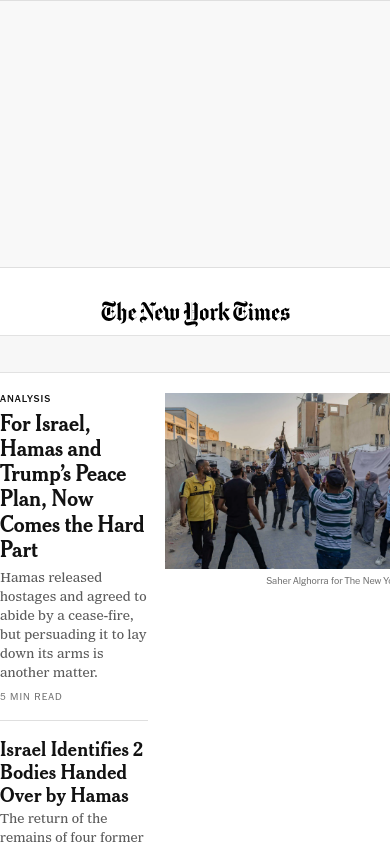 The New York Times
ANALYSIS
For Israel,
Hamas and
Trump's Peace
Plan, Now
Comes the Hard
Part
Hamas released
hostages and agreed to
abide by a cease-fire,
but persuading it to lay
down its arms is
another matter.
5 MIN READ
Saher Alghorra for The New Yo
Israel Identifies 2
Bodies Handed
Over by Hamas
The return of the
remains of four former